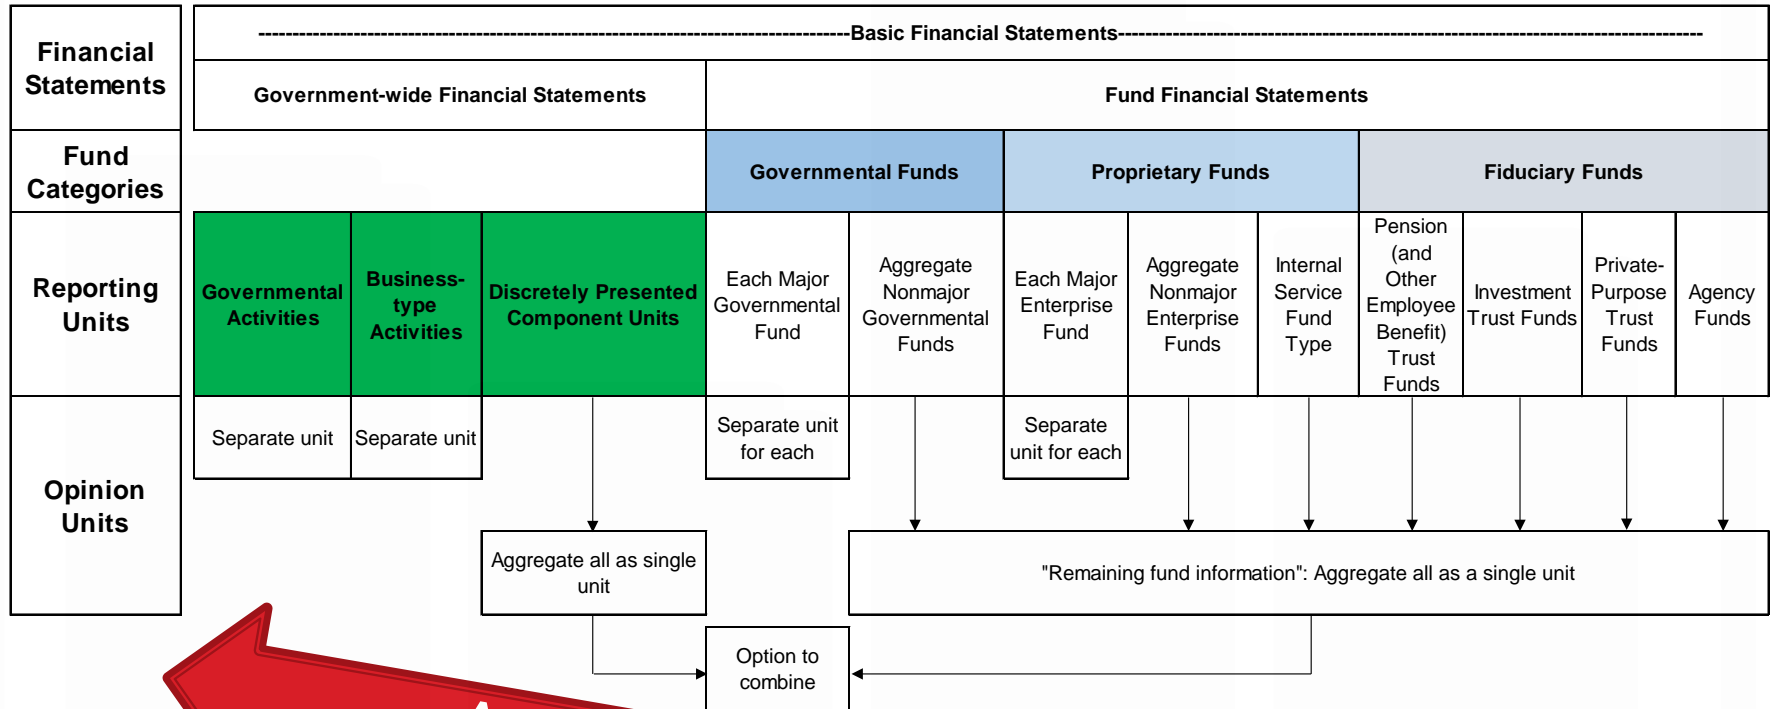 Financial
Statements
-Basic Financial Statements-
Government-wide Financial Statements
Fund Financial Statements
Fund
Categories
Governmental Funds
Proprietary Funds
Fiduciary Funds
Reporting
Units
Governmental
Activities
Business-
type
Activities
Discretely Presented
Component Units
Each Major
Governmental
Fund
Aggregate
Nonmajor
Governmental
Funds
Each Major
Enterprise
Fund
Aggregate
Nonmajor
Enterprise
Funds
Internal
Service
Fund
Type
Pension
(and
Other
Employee
Benefit)
Trust
Funds
Investment
Trust Funds
Private-
Purpose
Trust
Funds
Agency
Funds
Opinion
Units
Separate unit
Separate unit
Separate unit
for each
Separate
unit for each
Aggregate all as single
unit
"Remaining fund information": Aggregate all as a single unit
Option to
combine